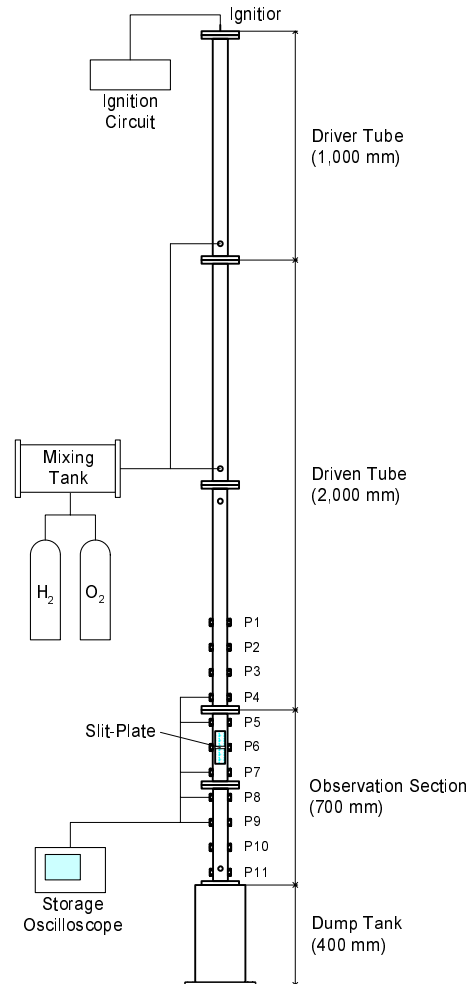 Ignitior
Ignition
Circuit
Driver Tube
(1,000 mm)
Mixing
Tank
H2
O2
Driven Tube
(2,000 mm)
P1
P2
P3
P4
P5
Slit-Plate
P6
P7
P8
P9
P10
P11
Observation Section
(700 mm)
Storage
Oscilloscope
Dump Tank
(400 mm)